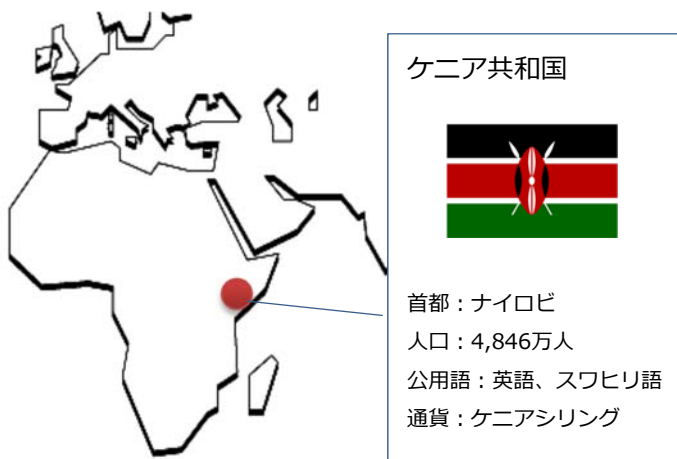 ケニア共和国
首都：ナイロビ
人口：4,846万人
公用語：英語、スワヒリ語
通貨：ケニアシリング